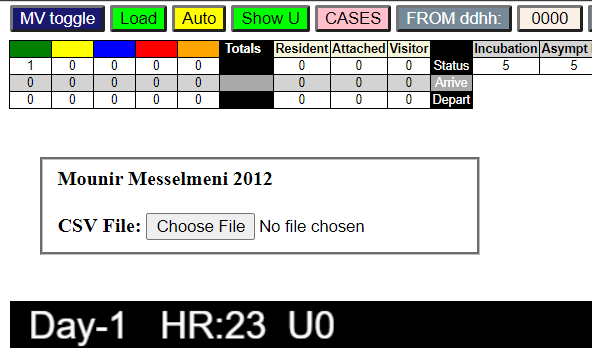 MV toggle Load Auto Show U CASES FROM ddhh: 0000
Totals Resident Attached Visitor Incubation Asympt
1 0 0 0 0 0 0 0 Status 5 5
0 0 0 0 0 0 0 0 Arrive
0 0 0 0 0 0 0 0 Depart
Mounir Messelmeni 2012
CSV File: Choose File No file chosen
Day-1 HR:23 U0